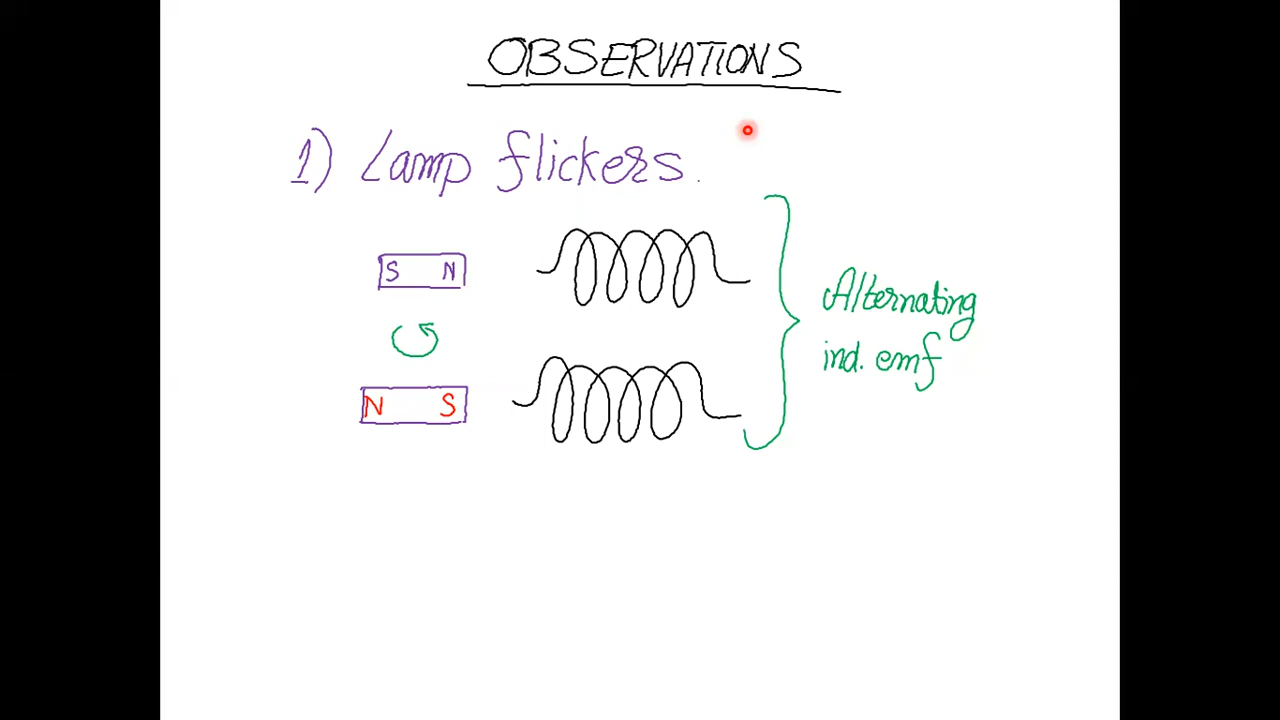 OBSERVATIONS
1) Lamp flickers.
S N
N S
Alternating
ind. emf